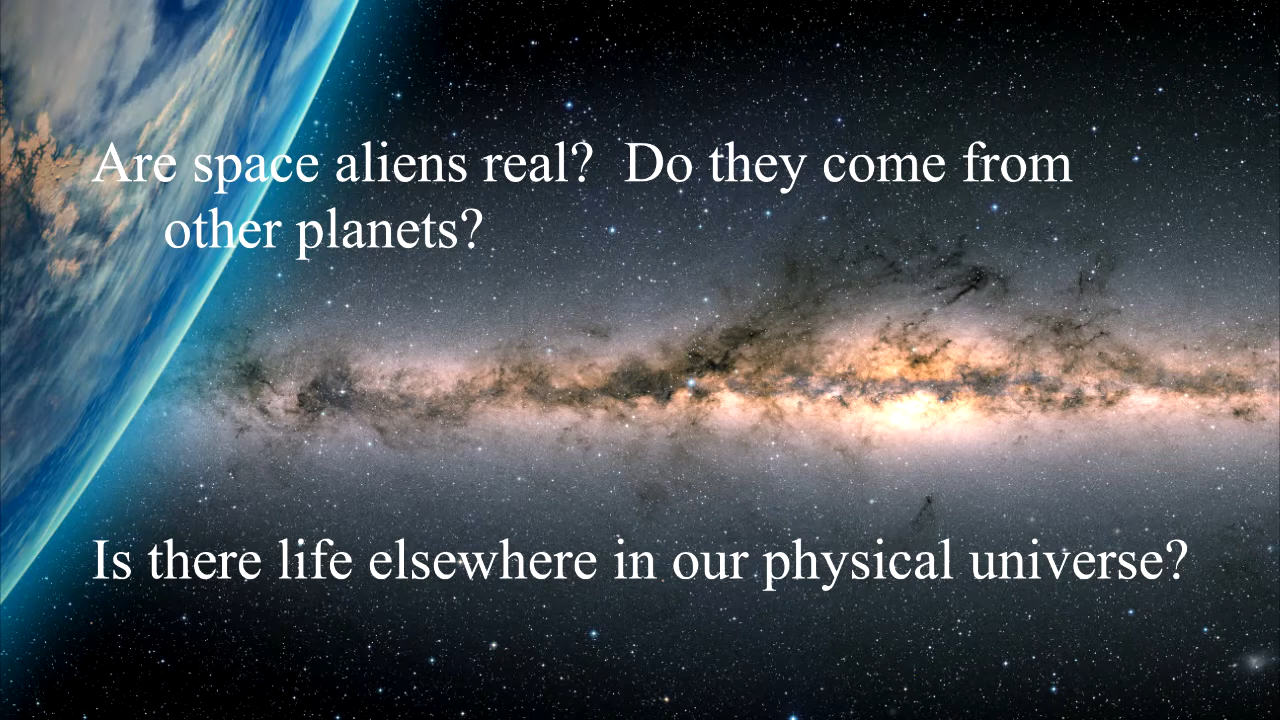 Are space aliens real?  Do they come from
other planets?
Is there life elsewhere in our physical universe?